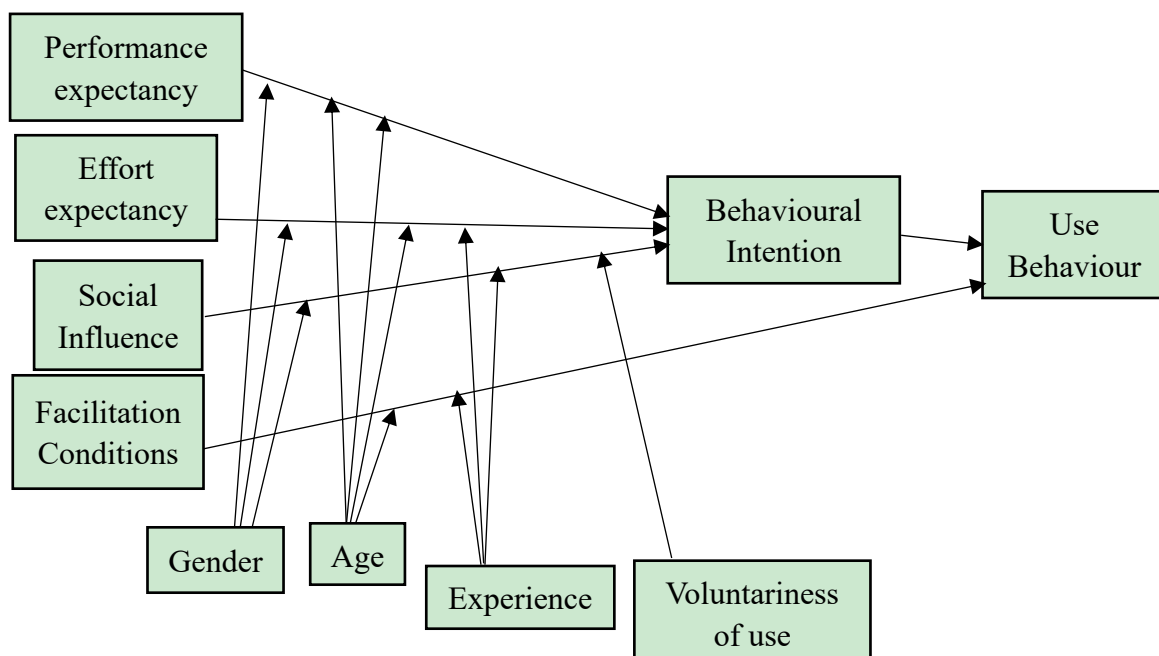 Performance
expectancy
Effort
expectancy
Social
Influence
Facilitation
Conditions
Behavioural
Intention
Use
Behaviour
Gender
Age
Experience
Voluntariness
of use